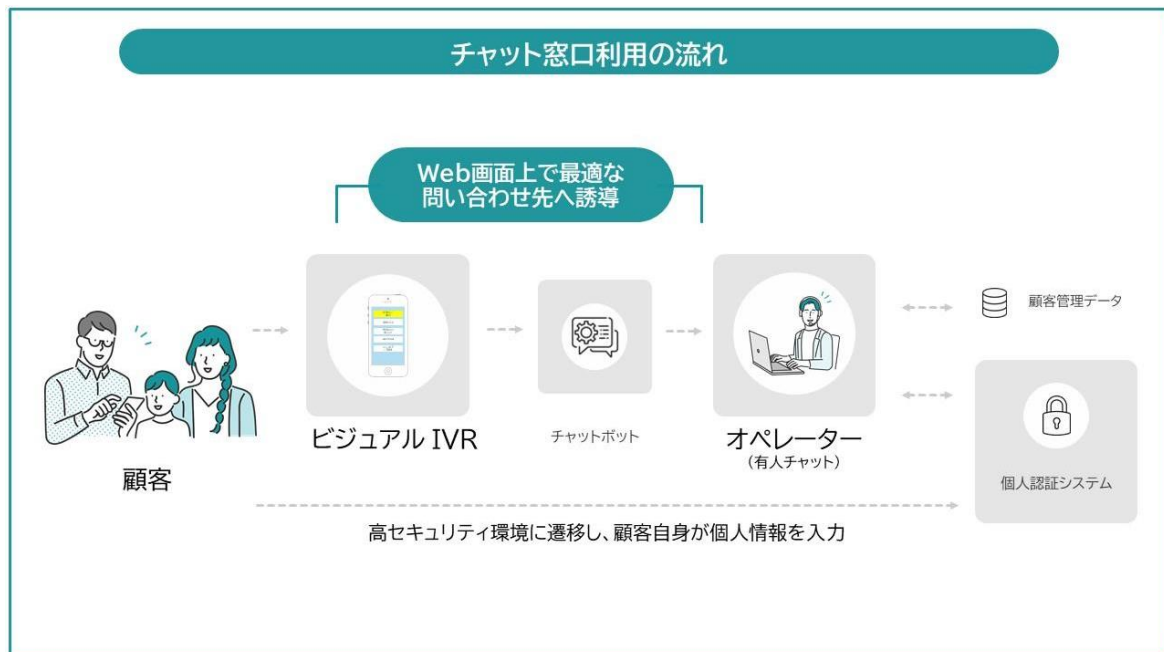 チャット窓口利用の流れ
Web画面上で最適な
問い合わせ先へ誘導
顧客管理データ
ビジュアル IVR
チャットボット
オペレーター
(有人チャット)
顧客
個人認証システム
高セキュリティ環境に遷移し、顧客自身が個人情報を入力